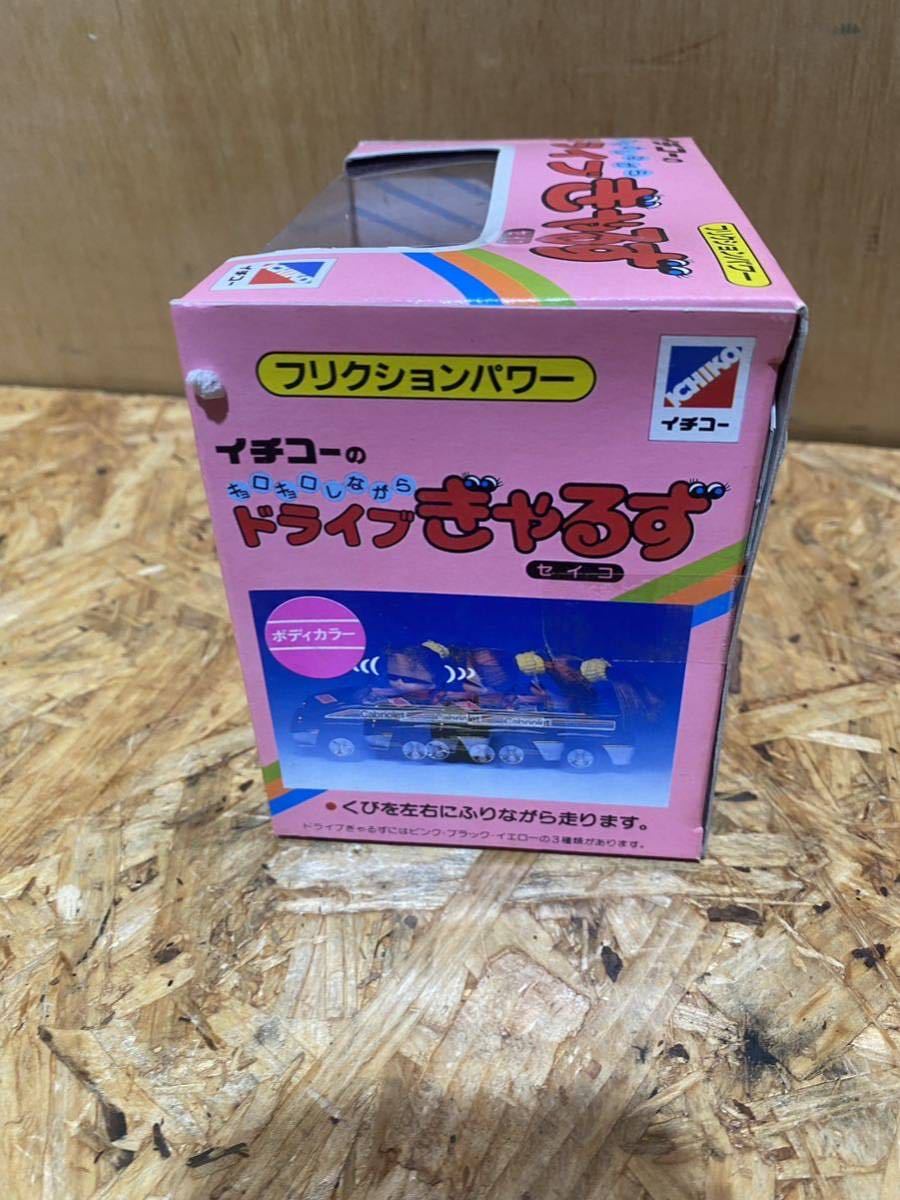 フリクションパワー
ドライブ
ぎゃるず
ICHIKO
イチコー
フリクションパワー
ICHIKO
イチコー
イチコーの
キョロキョロしながら
ドライブぎゃるず
セイコ
ボディカラー
Cabriolet Cabriolet Cabriolet
●くびを左右にふりながら走ります。
ドライブぎゃるずにはピンク・ブラック・イエローの3種類があります。